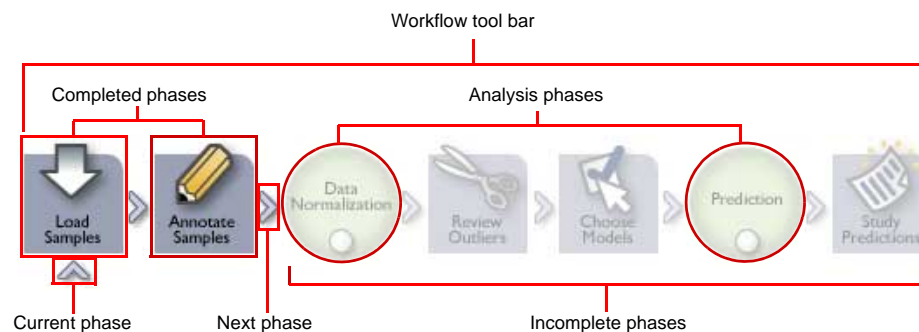 Workflow tool bar
Completed phases
Analysis phases
Load
Samples
Annotate
Samples
Data
Normalization
Review
Outliers
Choose
Models
Prediction
Study
Predictions
Current phase
Next phase
Incomplete phases